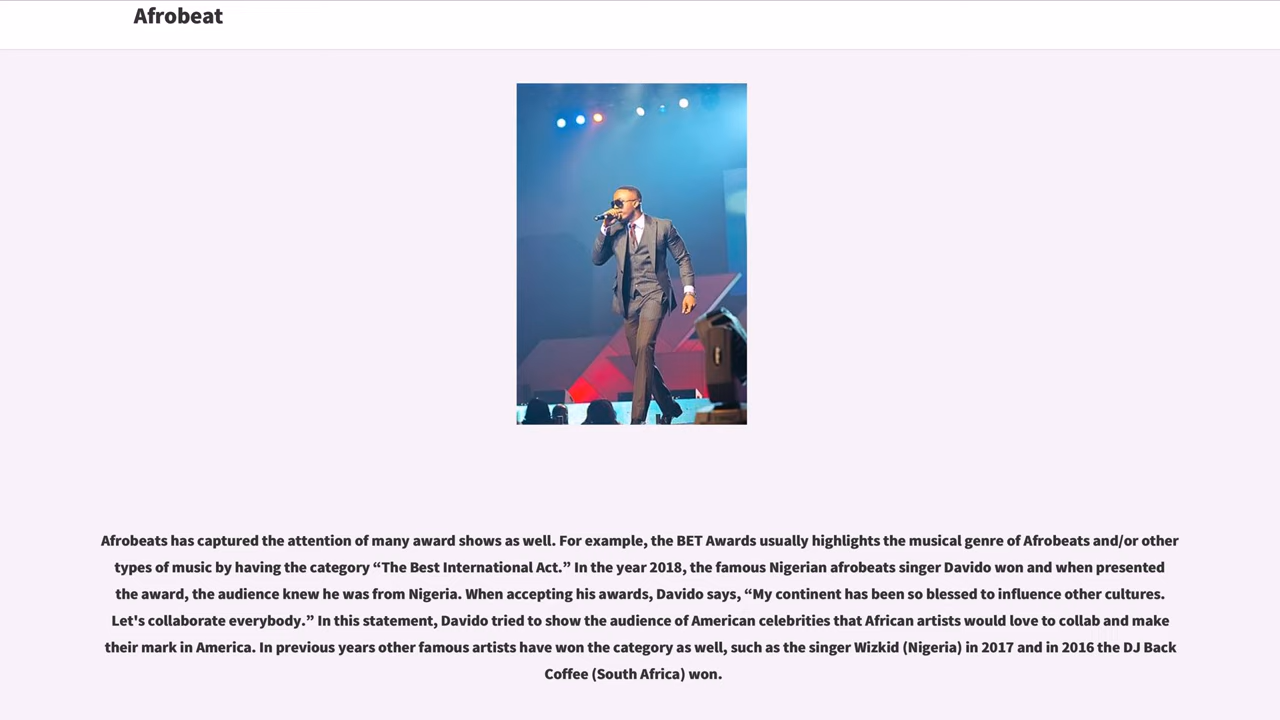 Afrobeat
Afrobeats has captured the attention of many award shows as well. For example, the BET Awards usually highlights the musical genre of Afrobeats and/or other
types of music by having the category “The Best International Act.” In the year 2018, the famous Nigerian afrobeats singer Davido won and when presented
the award, the audience knew he was from Nigeria. When accepting his awards, Davido says, “My continent has been so blessed to influence other cultures.
Let's collaborate everybody.” In this statement, Davido tried to show the audience of American celebrities that African artists would love to collab and make
their mark in America. In previous years other famous artists have won the category as well, such as the singer Wizkid (Nigeria) in 2017 and in 2016 the DJ Back
Coffee (South Africa) won.